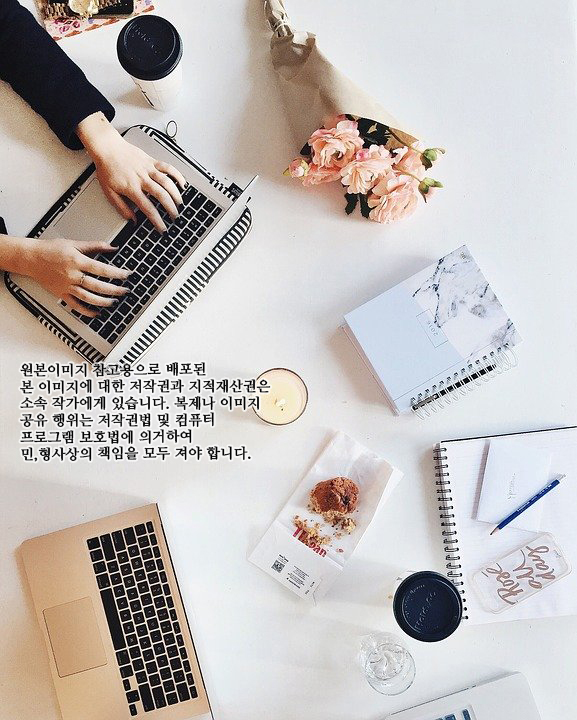 원본이미지 참고용으로 배포된
본 이미지에 대한 저작권과 지적재산권은
소속 작가에게 있습니다. 복제나 이미지
공유 행위는 저작권법 및 컴퓨터
프로그램 보호법에 의거하여
민,형사상의 책임을 모두 져야 합니다.
Rosé
all
day